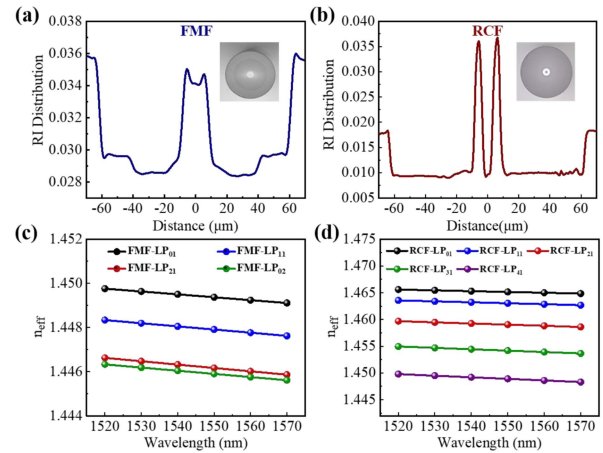 (a)
FMF
0.038
0.036
0.034
0.032
0.030
0.028
RI Distribution
-60 -40 -20 0 20 40 60
Distance (μm)
(b)
RCF
0.040
0.035
0.030
0.025
0.020
0.015
0.010
0.005
RI Distribution
-60 -40 -20 0 20 40 60
Distance(μm)
(c)
1.452
1.450
1.448
1.446
1.444
n_eff
FMF-LP₀₁ FMF-LP₁₁
FMF-LP₂₁ FMF-LP₀₂
1520 1530 1540 1550 1560 1570
Wavelength (nm)
(d)
1.475
1.470
1.465
1.460
1.455
1.450
1.445
n_eff
RCF-LP₀₁ RCF-LP₁₁ RCF-LP₂₁
RCF-LP₃₁ RCF-LP₄₁
1520 1530 1540 1550 1560 1570
Wavelength (nm)